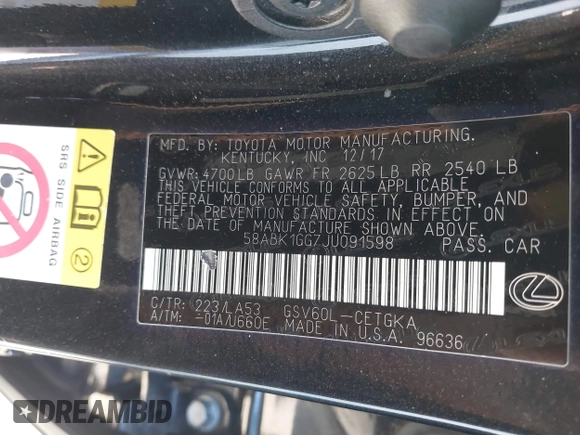 MFD. BY: TOYOTA MOTOR MANUFACTURING.
KENTUCKY, INC 12/17
GVWR: 4700LB GAWR FR 2625LB RR 2540 LB
THIS VEHICLE CONFORMS TO ALL APPLICABLE
FEDERAL MOTOR VEHICLE SAFETY, BUMPER, AND
THEFT PREVENTION STANDARDS IN EFFECT ON
THE DATE OF MANUFACTURE SHOWN ABOVE.
58ABK1GG7JU091598 PASS. CAR
C/TR: 223/LA53 GSV60L-CETGKA
A/TM: -01A/U660E MADE IN U.S.A. 96636
SRS SIDE AIRBAG
2
DREAMBID